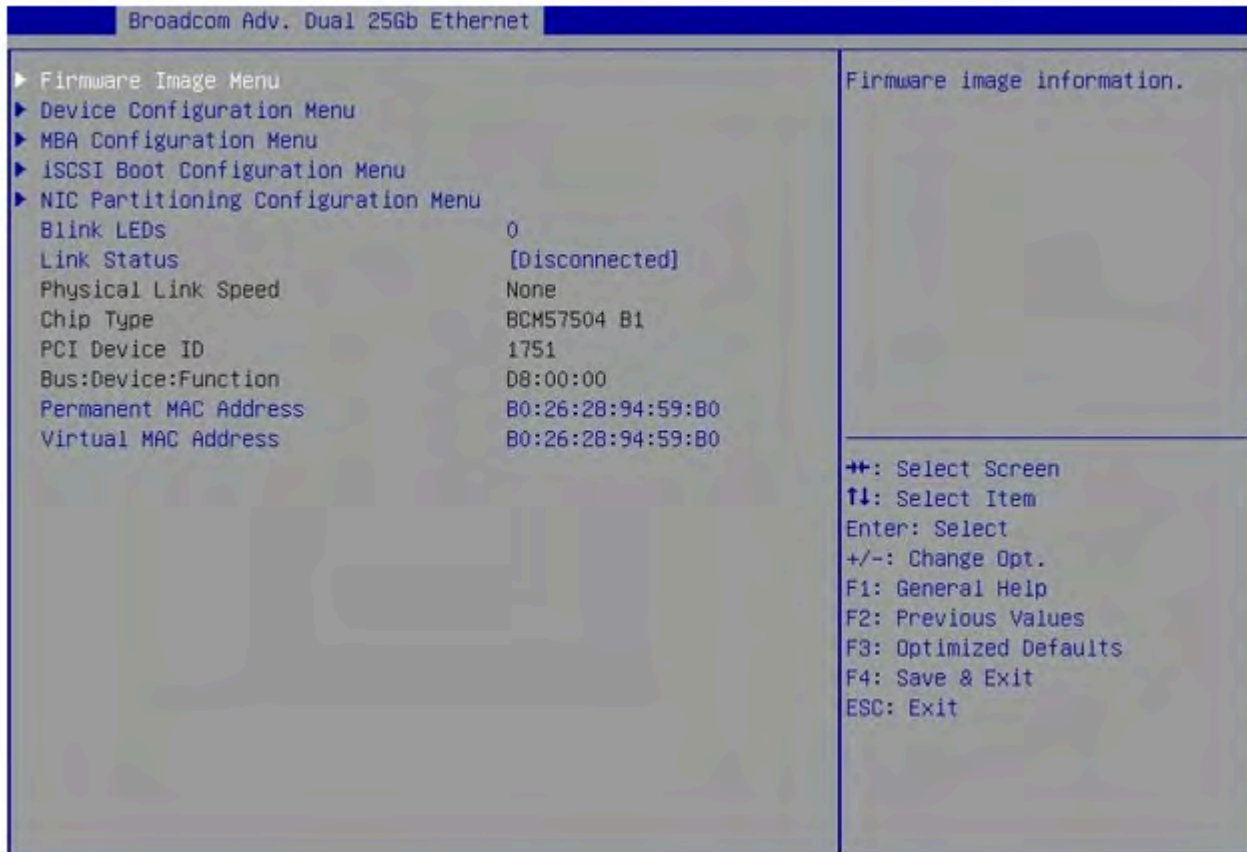 Broadcom Adv. Dual 25Gb Ethernet
Firmware Image Menu
Device Configuration Menu
MBA Configuration Menu
iSCSI Boot Configuration Menu
NIC Partitioning Configuration Menu
Blink LEDs 0
Link Status [Disconnected]
Physical Link Speed None
Chip Type BCM57504 B1
PCI Device ID 1751
Bus:Device:Function D8:00:00
Permanent MAC Address B0:26:28:94:59:B0
Virtual MAC Address B0:26:28:94:59:B0
Firmware image information.
→←: Select Screen
↑↓: Select Item
Enter: Select
+/-: Change Opt.
F1: General Help
F2: Previous Values
F3: Optimized Defaults
F4: Save & Exit
ESC: Exit